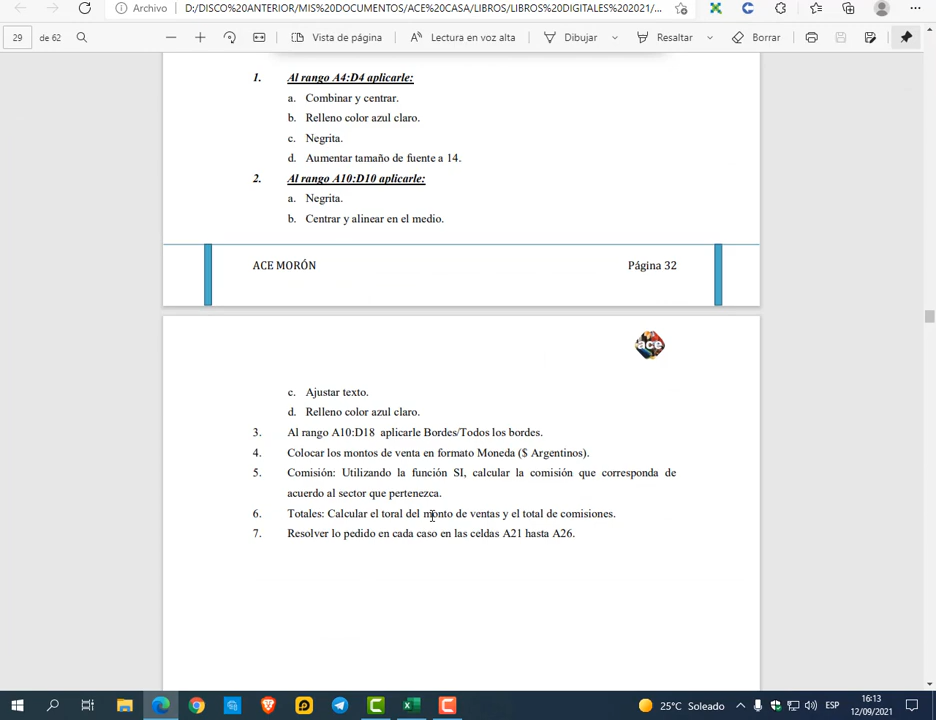 Archivo D:/DISCO%20ANTERIOR/MIS%20DOCUMENTOS/ACE%20CASA/LIBROS/LIBROS%20DIGITALES%202021/...
29 de 62 Vista de página Lectura en voz alta Dibujar Resaltar Borrar
1. Al rango A4:D4 aplicarle:
a. Combinar y centrar.
b. Relleno color azul claro.
c. Negrita.
d. Aumentar tamaño de fuente a 14.
2. Al rango A10:D10 aplicarle:
a. Negrita.
b. Centrar y alinear en el medio.
ACE MORÓN Página 32
ace
c. Ajustar texto.
d. Relleno color azul claro.
3. Al rango A10:D18 aplicarle Bordes/Todos los bordes.
4. Colocar los montos de venta en formato Moneda ($ Argentinos).
5. Comisión: Utilizando la función SI, calcular la comisión que corresponda de
acuerdo al sector que pertenezca.
6. Totales: Calcular el toral del monto de ventas y el total de comisiones.
7. Resolver lo pedido en cada caso en las celdas A21 hasta A26.
25°C Soleado ESP 16:13
12/09/2021